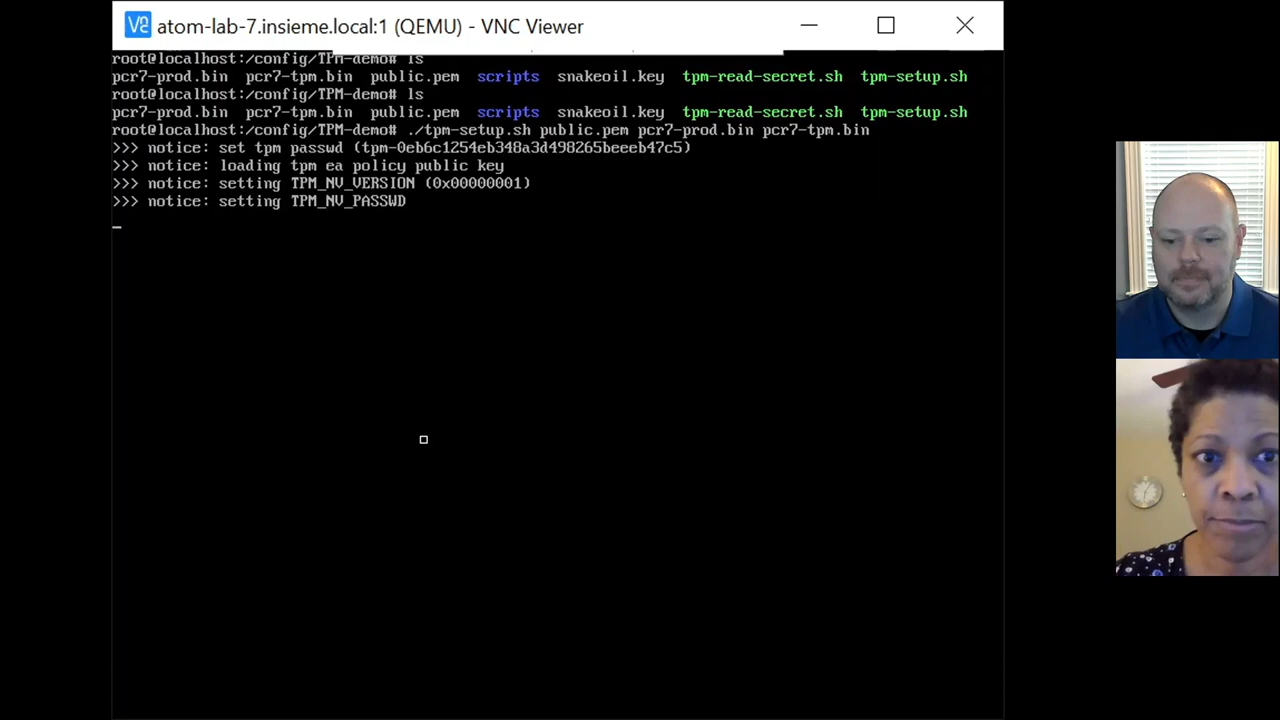 VNC atom-lab-7.insieme.local:1 (QEMU) - VNC Viewer
root@localhost:/config/TPM-demo# ls
pcr7-prod.bin pcr7-tpm.bin public.pem scripts snakeoil.key tpm-read-secret.sh tpm-setup.sh
root@localhost:/config/TPM-demo# ls
pcr7-prod.bin pcr7-tpm.bin public.pem scripts snakeoil.key tpm-read-secret.sh tpm-setup.sh
root@localhost:/config/TPM-demo# ./tpm-setup.sh public.pem pcr7-prod.bin pcr7-tpm.bin
>>> notice: set tpm passwd (tpm-0eb6c1254eb348a3d498265beeeb47c5)
>>> notice: loading tpm ea policy public key
>>> notice: setting TPM_NV_VERSION (0x00000001)
>>> notice: setting TPM_NV_PASSWD